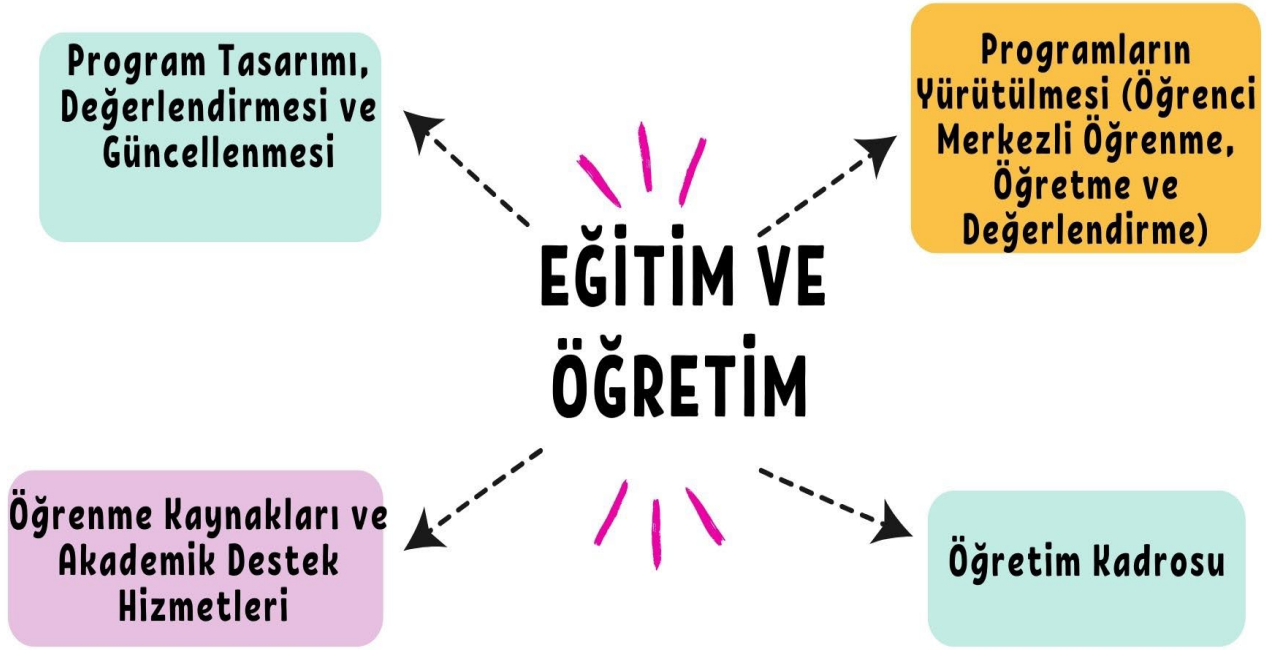 Program Tasarımı,
Değerlendirmesi ve
Güncellenmesi
Programların
Yürütülmesi (Öğrenci
Merkezli Öğrenme,
Öğretme ve
Değerlendirme)
EĞİTİM VE
ÖĞRETİM
Öğrenme Kaynakları ve
Akademik Destek
Hizmetleri
Öğretim Kadrosu